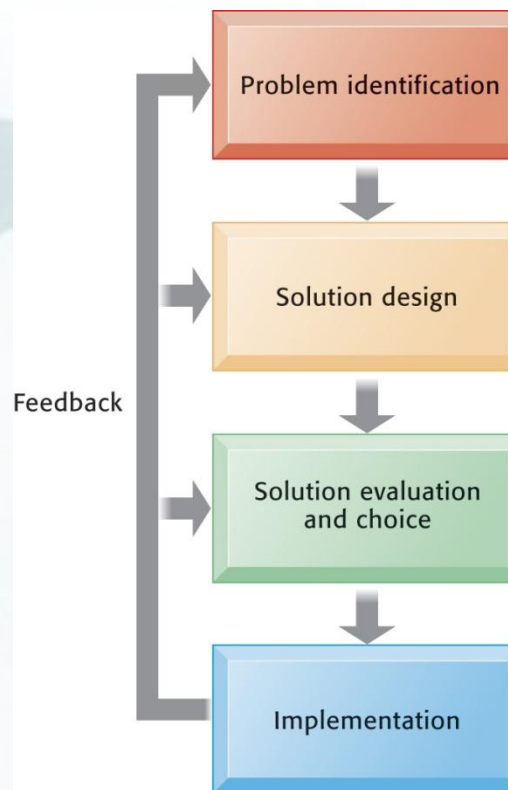 Problem identification
Solution design
Feedback
Solution evaluation
and choice
Implementation